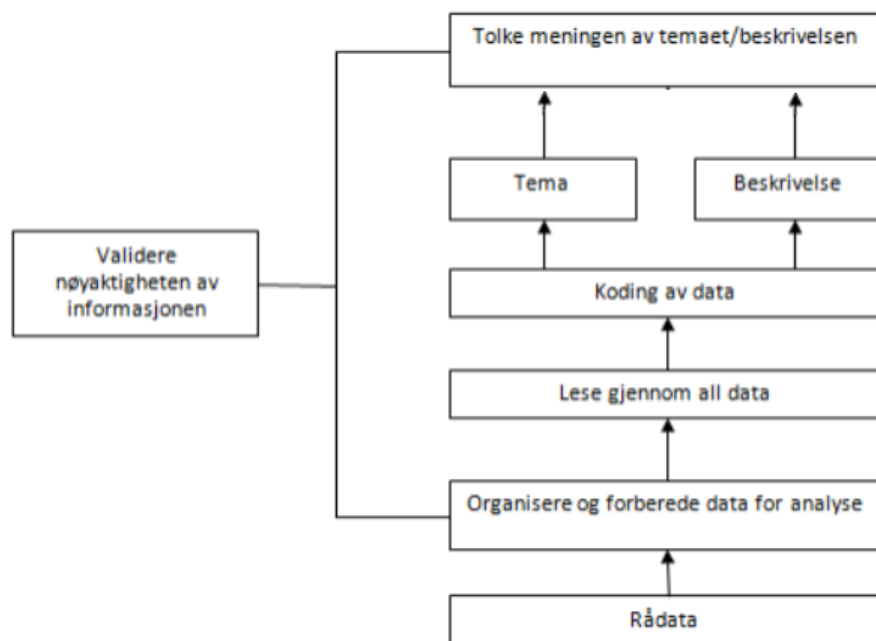 Tolke meningen av temaet/beskrivelsen
Tema
Beskrivelse
Validere
nøyaktigheten av
informasjonen
Koding av data
Lese gjennom all data
Organisere og forberede data for analyse
Rådata